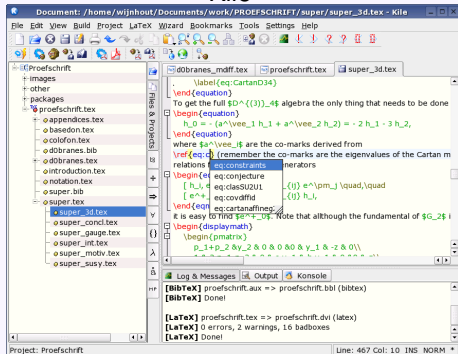 Document: /home/wijnhout/Documents/work/PROEFSCHRIFT/super/super_3d.tex - Kile
File Edit View Build Project LaTeX Wizard Bookmarks Tools Settings Help
Proefschrift
images
other
packages
proefschrift.tex
appendices.tex
basedon.tex
colofon.tex
d0branes.bib
d0branes.tex
introduction.tex
notation.tex
super.bib
super.tex
super_3d.tex
super_concl.tex
super_gauge.tex
super_int.tex
super_motiv.tex
super_susy.tex
Files & Projects
d0branes_mdiff.tex
proefschrift.tex
super_3d.tex
\label{eq:CartanD34}
\end{equation}
To get the full $D^{(3)}_4$ algebra the only thing that needs to be done
\begin{equation}
h_0 = - (a^\vee_1 h_1 + a^\vee_2 h_2) = - 2 h_1 - 3 h_2,
\end{equation}
where $a^\vee_i$ are the co-marks derived from
\ref{eq:c} (remember the co-marks are the eigenvalues of the Cartan m
eq:constraints
eq:conjecture
eq:clasSU2U1
eq:covdffid
eq:cartanaffineg
relations enerators
\begin{e
[ h_i, e _{ij} e^\pm_j \quad,\quad
[ e^+_ _{ij} h_i,
\end{eqn
it is easy to find $e^+_0$. Note that although the fundamental of $G_2$ i
\begin{displaymath}
\begin{pmatrix}
p_1+p_2 &y_2 & 0 & 0 &0 & y_1 & -z & 0\\
Log & Messages Output Konsole
[BibTeX] proefschrift.aux => proefschrift.bbl (bibtex)
[BibTeX] Done!
[LaTeX] proefschrift.tex => proefschrift.dvi (latex)
[LaTeX] 0 errors, 2 warnings, 16 badboxes
[LaTeX] Done!
Project: Proefschrift
Line: 467 Col: 10 INS NORM *